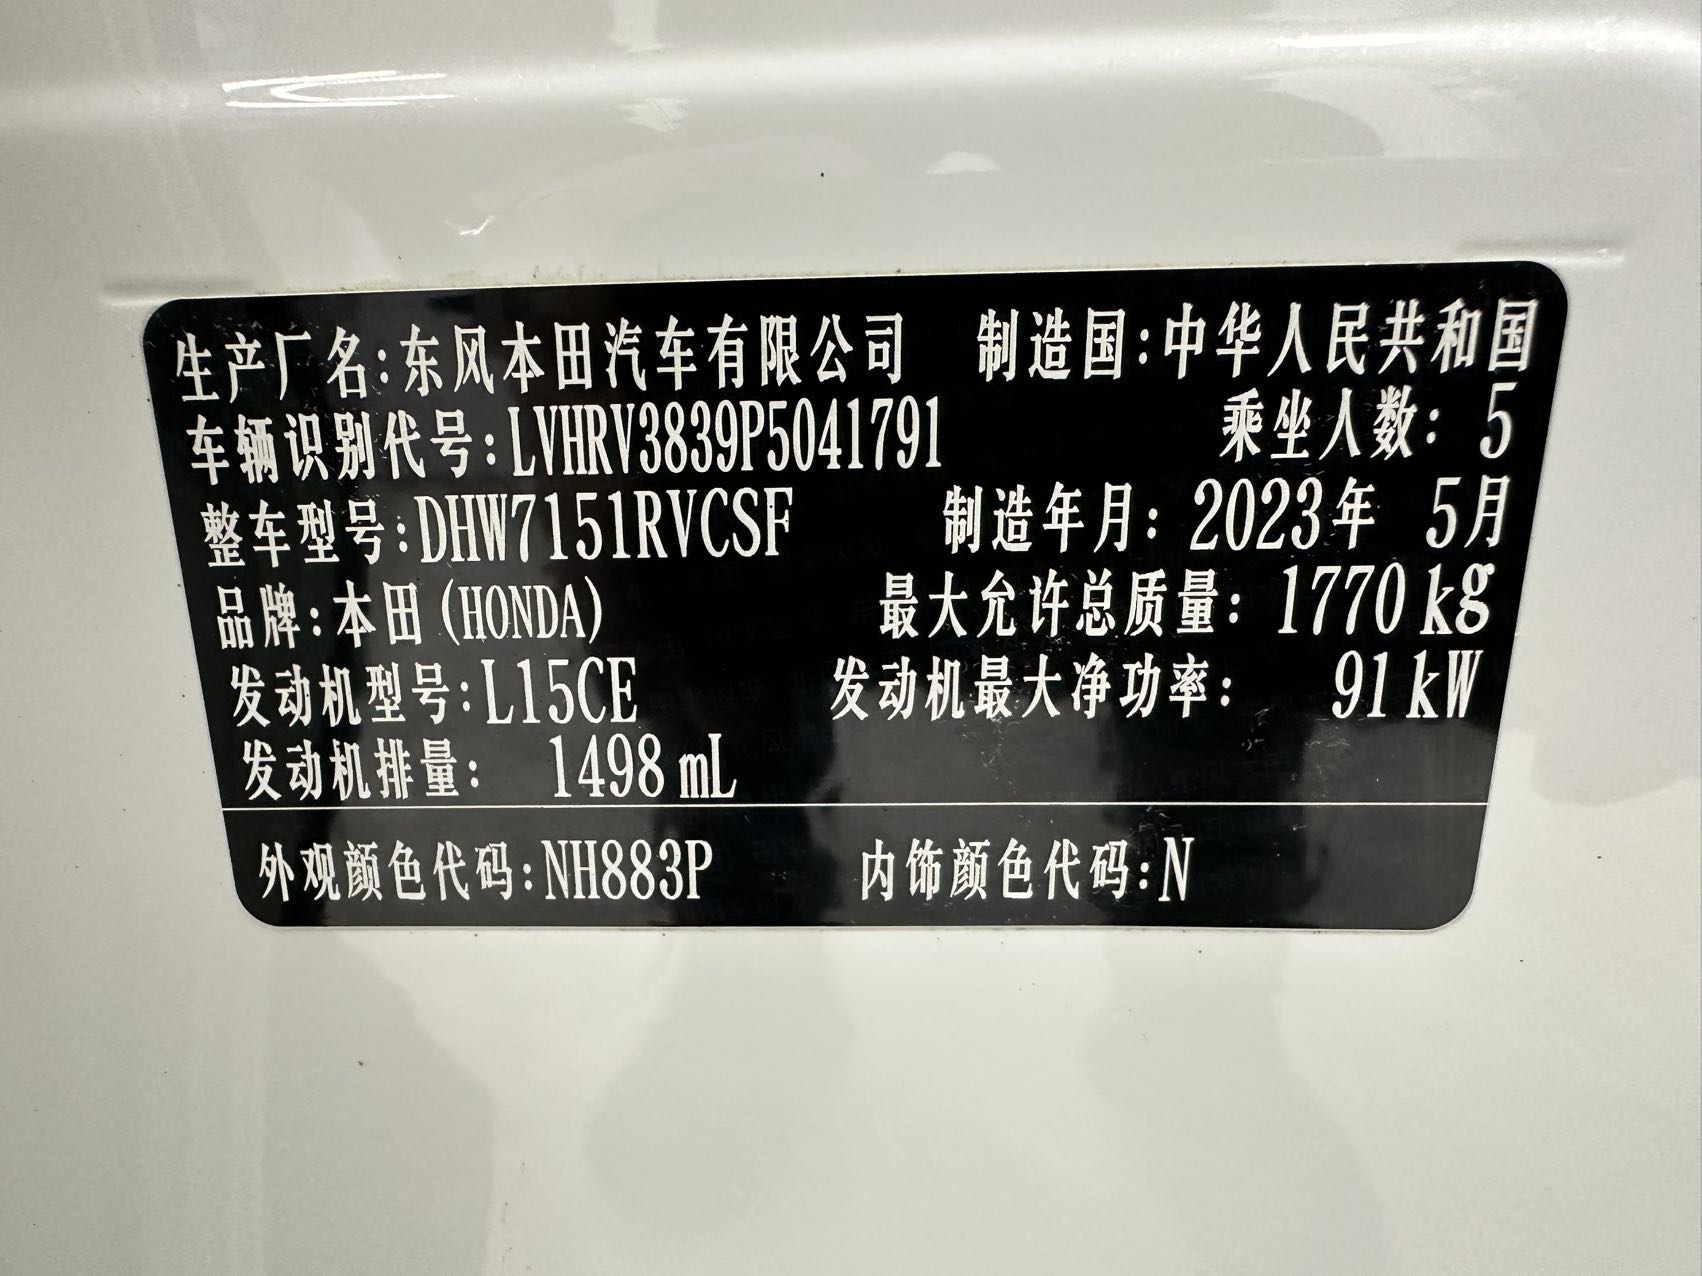 生产厂名:东风本田汽车有限公司 制造国:中华人民共和国
车辆识别代号:LVHRV3839P5041791 乘坐人数: 5
整车型号:DHW7151RVCSF 制造年月: 2023年 5月
品牌:本田(HONDA) 最大允许总质量: 1770 kg
发动机型号:L15CE 发动机最大净功率: 91 kW
发动机排量: 1498 mL
外观颜色代码:NH883P 内饰颜色代码:N